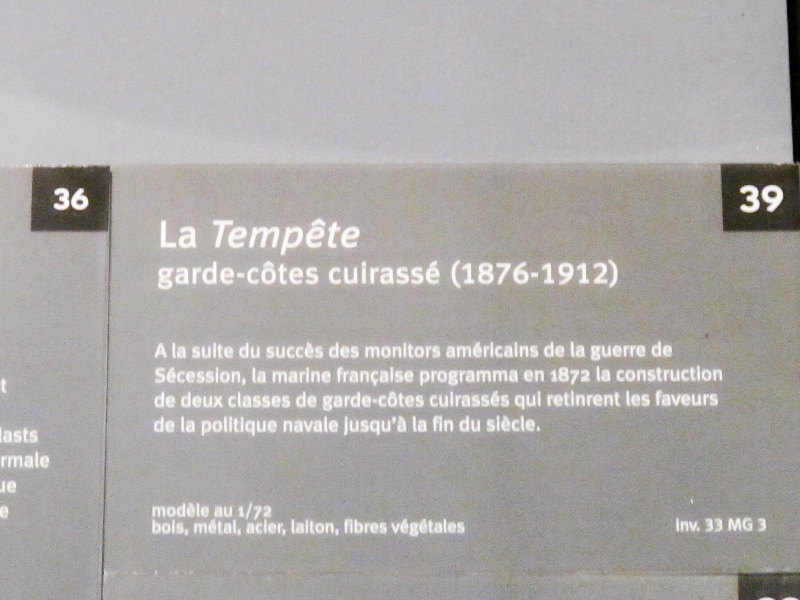 36
39
La Tempête
garde-côtes cuirassé (1876-1912)
A la suite du succès des monitors américains de la guerre de
Sécession, la marine française programma en 1872 la construction
de deux classes de garde-côtes cuirassés qui retinrent les faveurs
de la politique navale jusqu'à la fin du siècle.
modèle au 1/72
bois, métal, acier, laiton, fibres végétales
inv. 33 MG 3